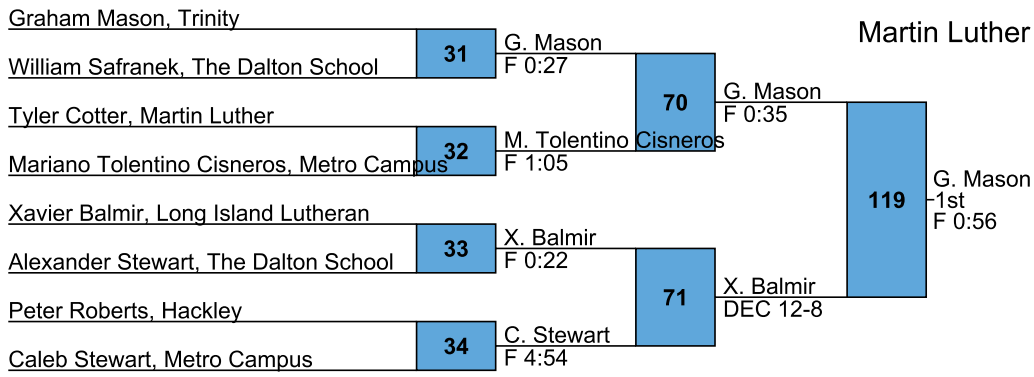 Graham Mason, Trinity
Martin Luther
31
G. Mason
F 0:27
William Safranek, The Dalton School
70
G. Mason
F 0:35
Tyler Cotter, Martin Luther
32
M. Tolentino Cisneros
F 1:05
Mariano Tolentino Cisneros, Metro Campus
119
G. Mason
1st
F 0:56
Xavier Balmir, Long Island Lutheran
33
X. Balmir
F 0:22
Alexander Stewart, The Dalton School
71
X. Balmir
DEC 12-8
Peter Roberts, Hackley
34
C. Stewart
F 4:54
Caleb Stewart, Metro Campus